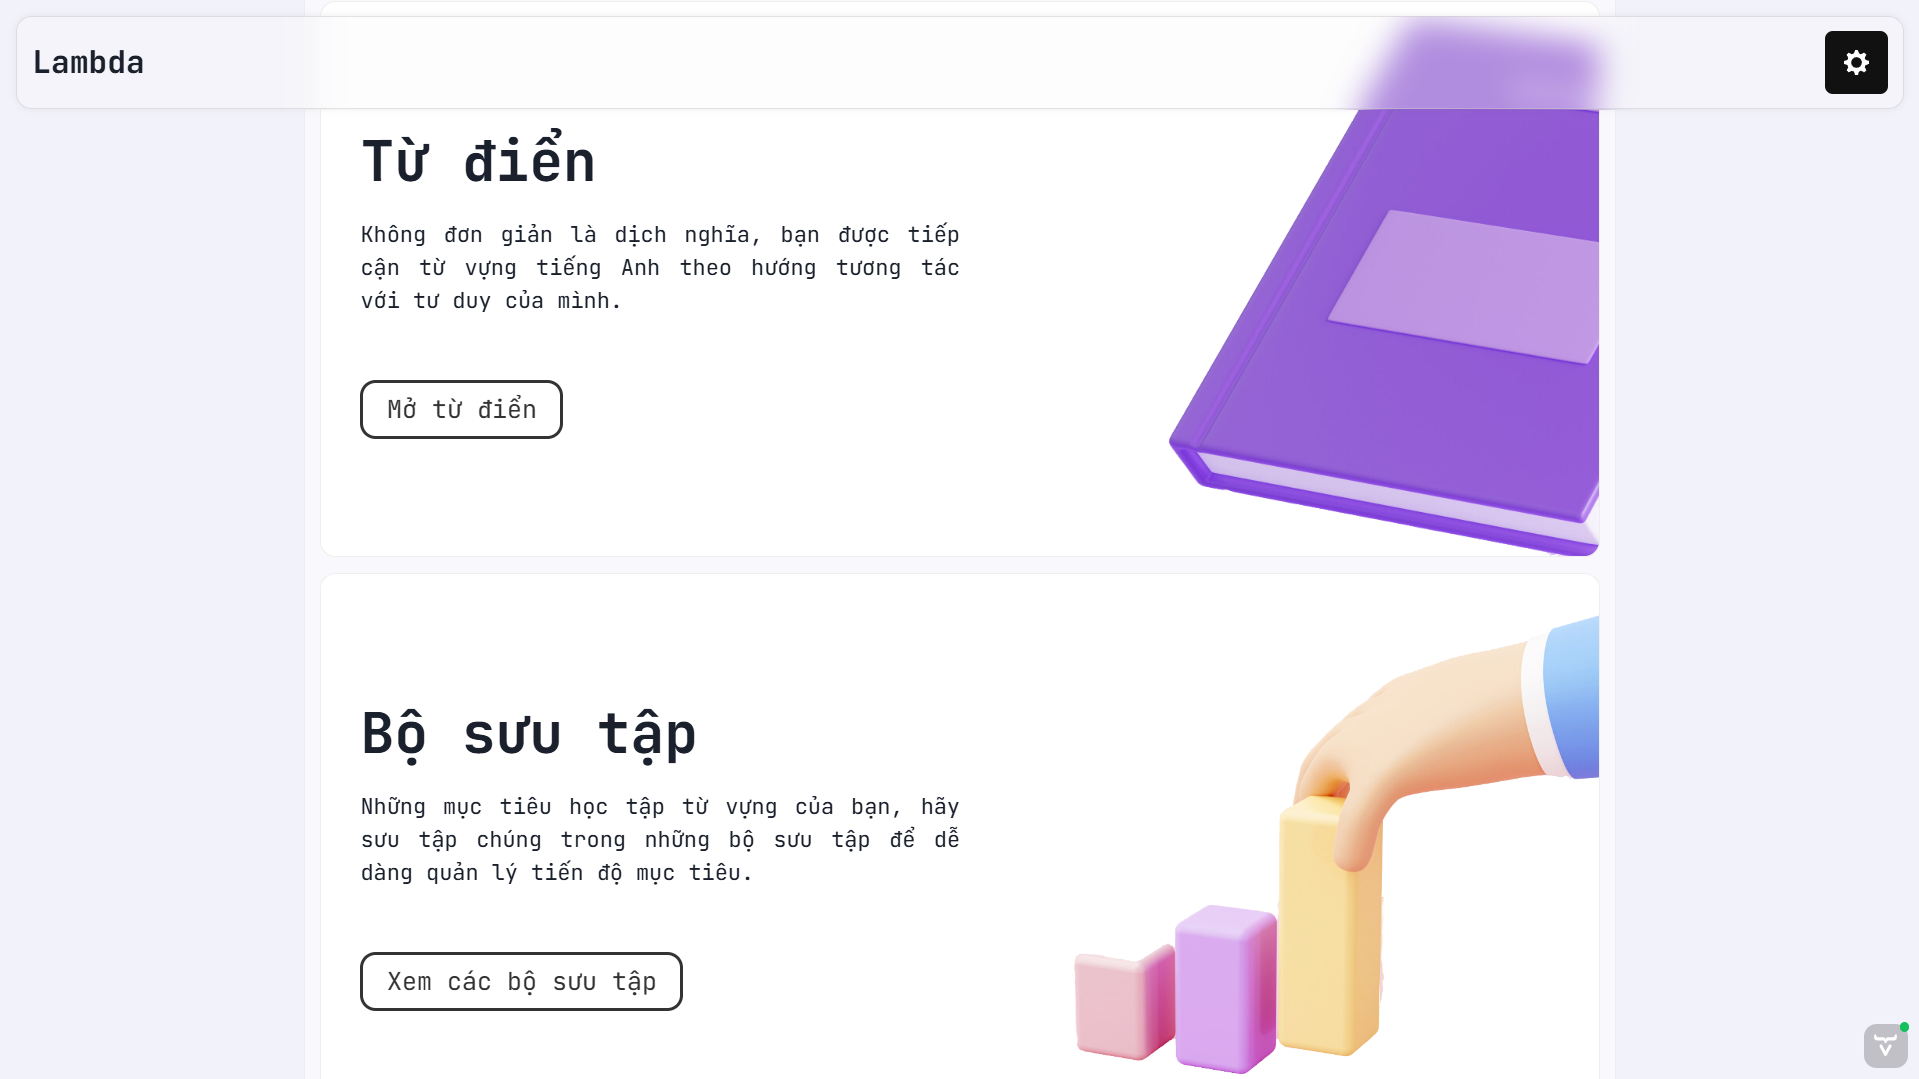 Lambda
Từ điển
Không đơn giản là dịch nghĩa, bạn được tiếp
cận từ vựng tiếng Anh theo hướng tương tác
với tư duy của mình.
Mở từ điển
Bộ sưu tập
Những mục tiêu học tập từ vựng của bạn, hãy
sưu tập chúng trong những bộ sưu tập để dễ
dàng quản lý tiến độ mục tiêu.
Xem các bộ sưu tập